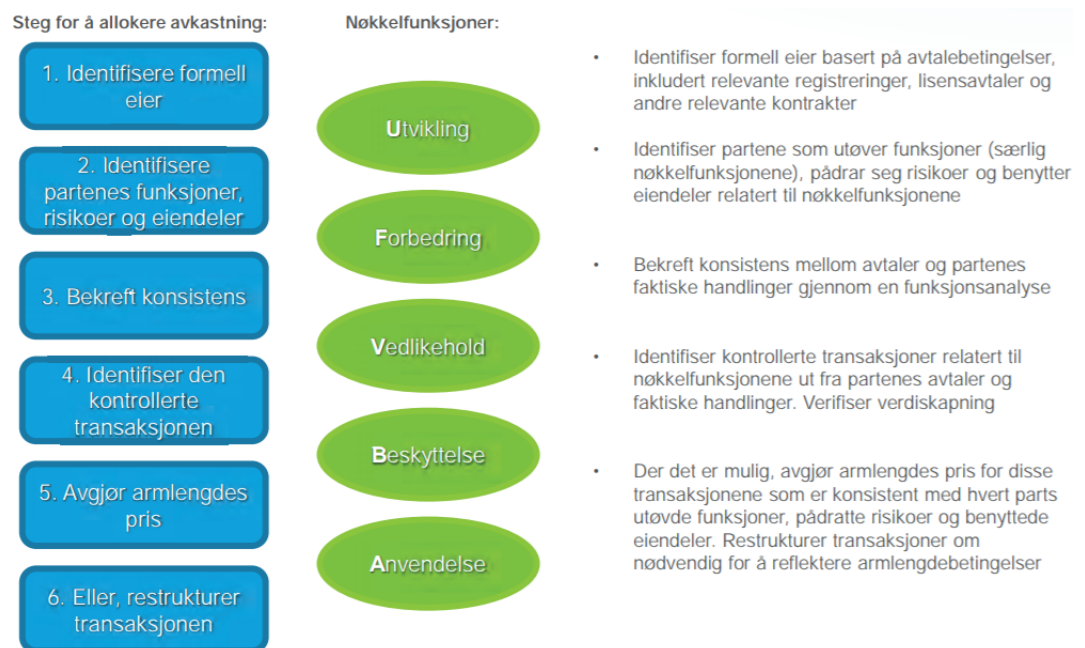 Steg for å allokere avkastning:
1. Identifisere formell
eier
2. Identifisere
partenes funksjoner,
risikoer og eiendeler
3. Bekreft konsistens
4. Identifiser den
kontrollerte
transaksjonen
5. Avgjør armlengdes
pris
6. Eller, restrukturer
transaksjonen
Nøkkelfunksjoner:
Utvikling
Forbedring
Vedlikehold
Beskyttelse
Anvendelse
• Identifiser formell eier basert på avtalebetingelser,
inkludert relevante registreringer, lisensavtaler og
andre relevante kontrakter
• Identifiser partene som utøver funksjoner (særlig
nøkkelfunksjonene), pådrar seg risikoer og benytter
eiendeler relatert til nøkkelfunksjonene
• Bekreft konsistens mellom avtaler og partenes
faktiske handlinger gjennom en funksjonsanalyse
• Identifiser kontrollerte transaksjoner relatert til
nøkkelfunksjonene ut fra partenes avtaler og
faktiske handlinger. Verifiser verdiskapning
• Der det er mulig, avgjør armlengdes pris for disse
transaksjonene som er konsistent med hvert parts
utøvde funksjoner, pådratte risikoer og benyttede
eiendeler. Restrukturer transaksjoner om
nødvendig for å reflektere armlengdebetingelser